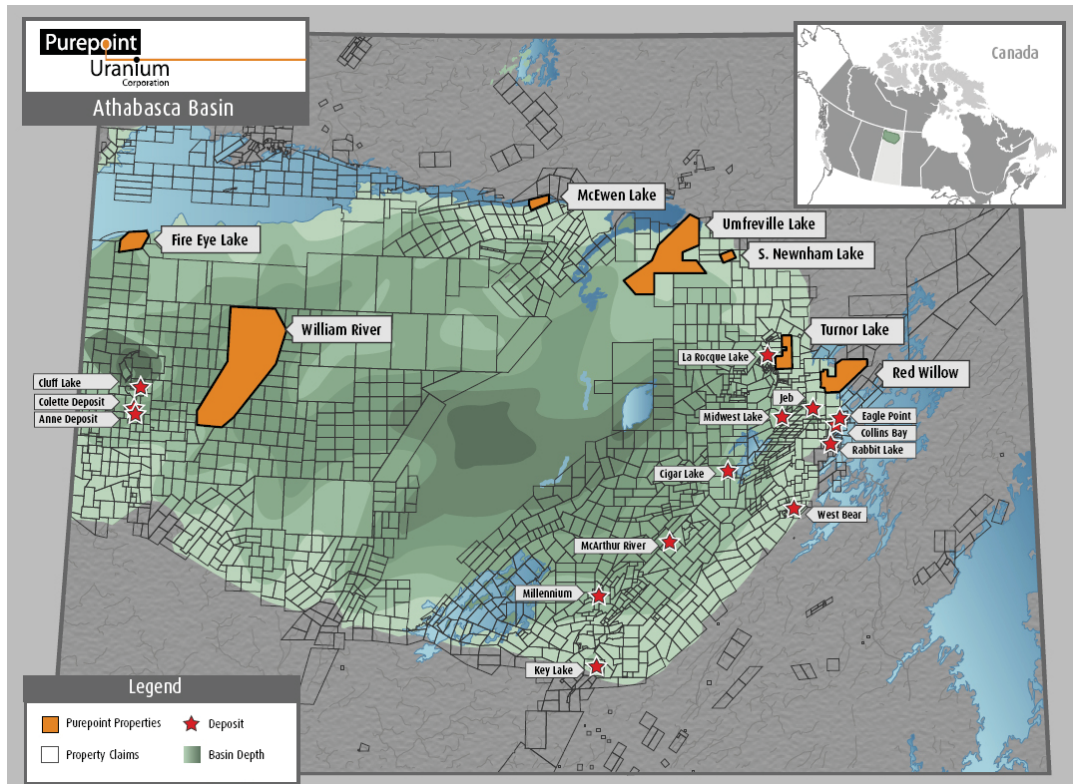 Purepoint
Uranium
Corporation
Athabasca Basin
Canada
McEwen Lake
Umfreville Lake
Fire Eye Lake
S. Newnham Lake
William River
Turnor Lake
La Rocque Lake
Red Willow
Cluff Lake
Colette Deposit
Anne Deposit
Jeb
Midwest Lake
Eagle Point
Collins Bay
Rabbit Lake
Cigar Lake
West Bear
McArthur River
Millennium
Key Lake
Legend
Purepoint Properties
Deposit
Property Claims
Basin Depth